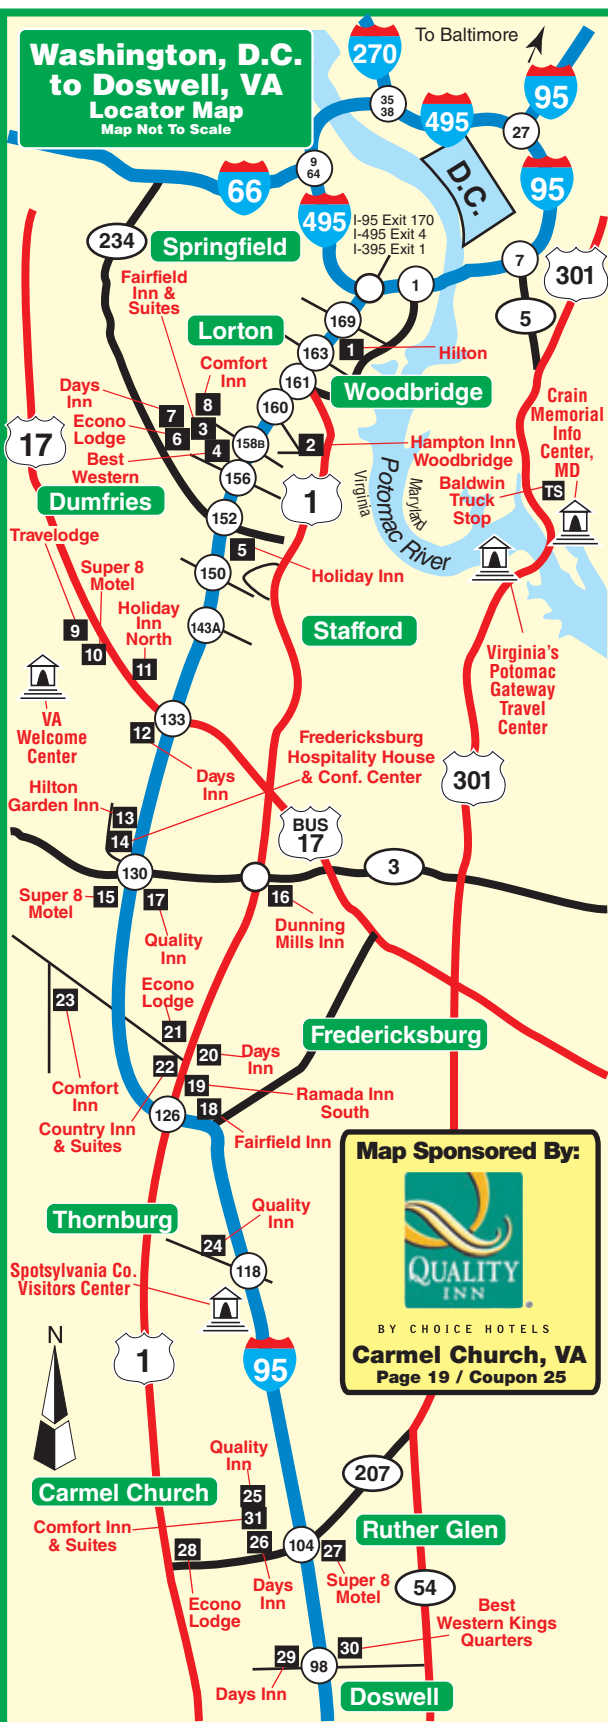 Washington, D.C.
to Doswell, VA
Locator Map
Map Not To Scale
To Baltimore
270
95
35
38
495
27
9
64
66
D.C.
95
495
I-95 Exit 170
I-495 Exit 4
I-395 Exit 1
234
Springfield
7
301
1
5
Fairfield
Inn &
Suites
169
Lorton
163
1
Hilton
Comfort
Inn
161
Woodbridge
Days
Inn
7
8
160
Crain
Memorial
Info
Center,
MD
Econo
Lodge
6
3
17
158B
2
Hampton Inn
Woodbridge
Best
Western
4
156
Potomac River
Virginia
Maryland
Baldwin
Truck
Stop
TS
Dumfries
1
152
Travelodge
5
Holiday Inn
Super 8
Motel
150
Holiday
Inn
North
143A
Stafford
9
10
11
Virginia's
Potomac
Gateway
Travel
Center
VA
Welcome
Center
133
12
Fredericksburg
Hospitality House
& Conf. Center
Days
Inn
301
Hilton
Garden Inn
13
BUS
17
14
130
3
Super 8
Motel
15
17
16
Quality
Inn
Dunning
Mills Inn
Econo
Lodge
23
21
Fredericksburg
20
Days
Inn
22
19
Comfort
Inn
Ramada Inn
South
126
18
Country Inn
& Suites
Fairfield Inn
Map Sponsored By:
QUALITY
INN
BY CHOICE HOTELS
Carmel Church, VA
Page 19 / Coupon 25
Quality
Inn
Thornburg
24
118
Spotsylvania Co.
Visitors Center
N
1
95
Quality
Inn
207
Carmel Church
25
31
Comfort Inn
& Suites
Ruther Glen
28
26
104
27
Days
Inn
Super 8
Motel
54
Econo
Lodge
Best
Western Kings
Quarters
30
29
98
Days Inn
Doswell